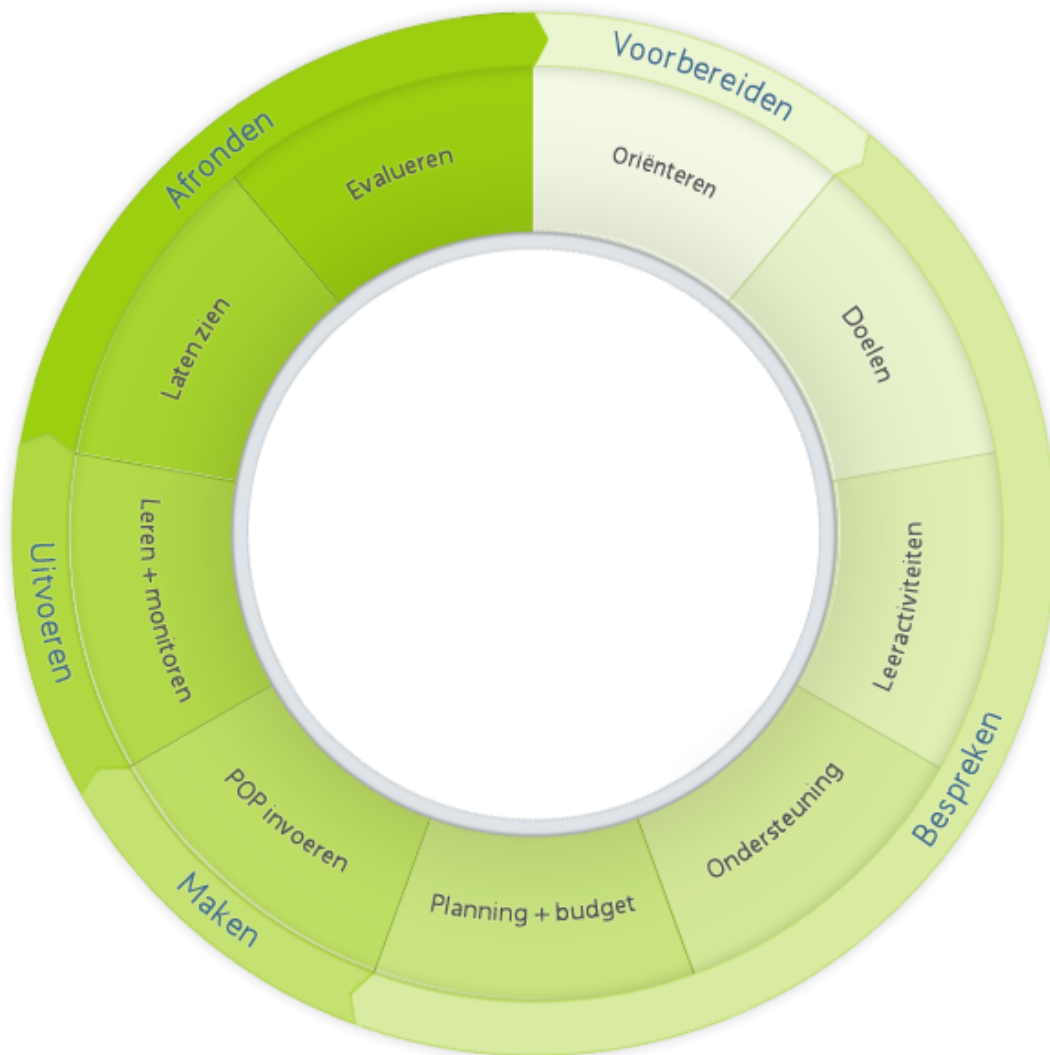 Voorbereiden
Oriënteren
Bespreken
Doelen
Leeractiviteiten
Ondersteuning
Planning + budget
Maken
POP invoeren
Uitvoeren
Leren + monitoren
Afronden
Laten zien
Evalueren